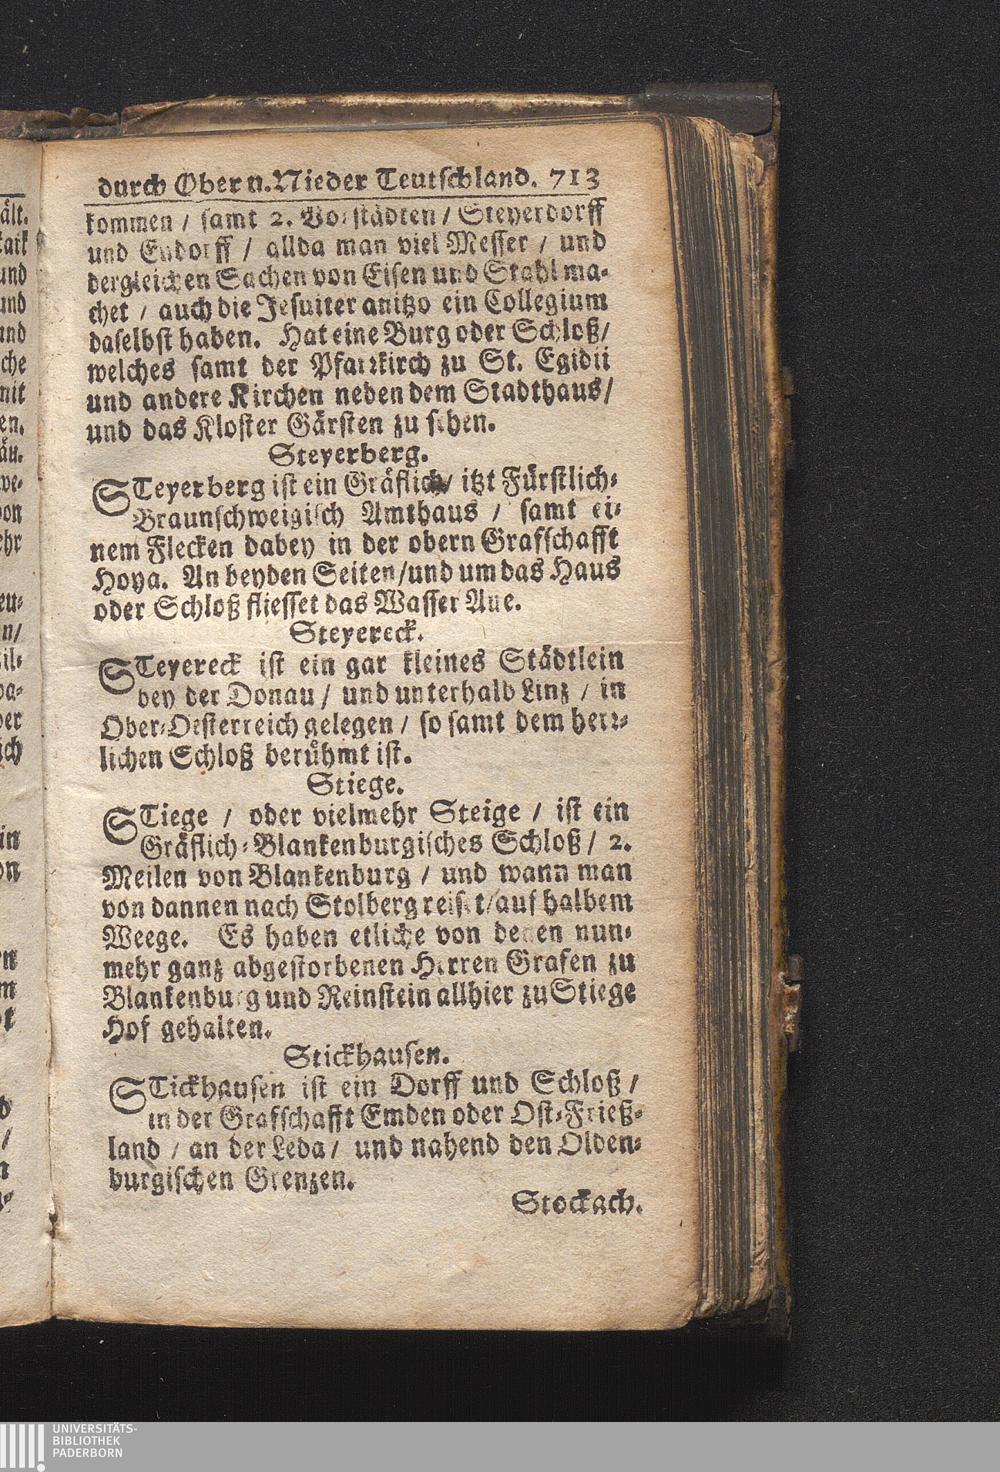 durch Ober u. Nieder Teutschland. 713
kommen / samt 2. Vorstädten / Steyerdorff
und Eydorff / allda man viel Messer / und
dergleichen Sachen von Eisen und Stahl ma-
chet / auch die Jesuiter anitzo ein Collegium
daselbst haben. Hat eine Burg oder Schloß /
welches samt der Pfarrkirch zu St. Egidii
und andere Kirchen neben dem Stadthaus /
und das Kloster Gärsten zu sehen.
Steyerberg.
STeyerberg ist ein Gräflich / itzt Fürstlich-
Braunschweigisch Amthaus / samt ei-
nem Flecken dabey in der obern Grafschafft
Hoya. An beyden Seiten / und um das Haus
oder Schloß fliesset das Wasser Aue.
Steyereck.
STeyereck ist ein gar kleines Städtlein
bey der Donau / und unterhalb Linz / in
Ober-Oesterreich gelegen / so samt dem herr-
lichen Schloß berühmt ist.
Stiege.
STiege / oder vielmehr Steige / ist ein
Gräflich-Blankenburgisches Schloß / 2.
Meilen von Blankenburg / und wann man
von dannen nach Stolberg reiset / auf halbem
Weege. Es haben etliche von denen nun-
mehr ganz abgestorbenen Herren Grafen zu
Blankenburg und Reinstein allhier zu Stiege
Hof gehalten.
Stickhausen.
STickhausen ist ein Dorff und Schloß /
in der Grafschafft Emden oder Ost-Frieß-
land / an der Leda / und nahend den Olden-
burgischen Grenzen.
Stockach.
UNIVERSITÄTS-
BIBLIOTHEK
PADERBORN